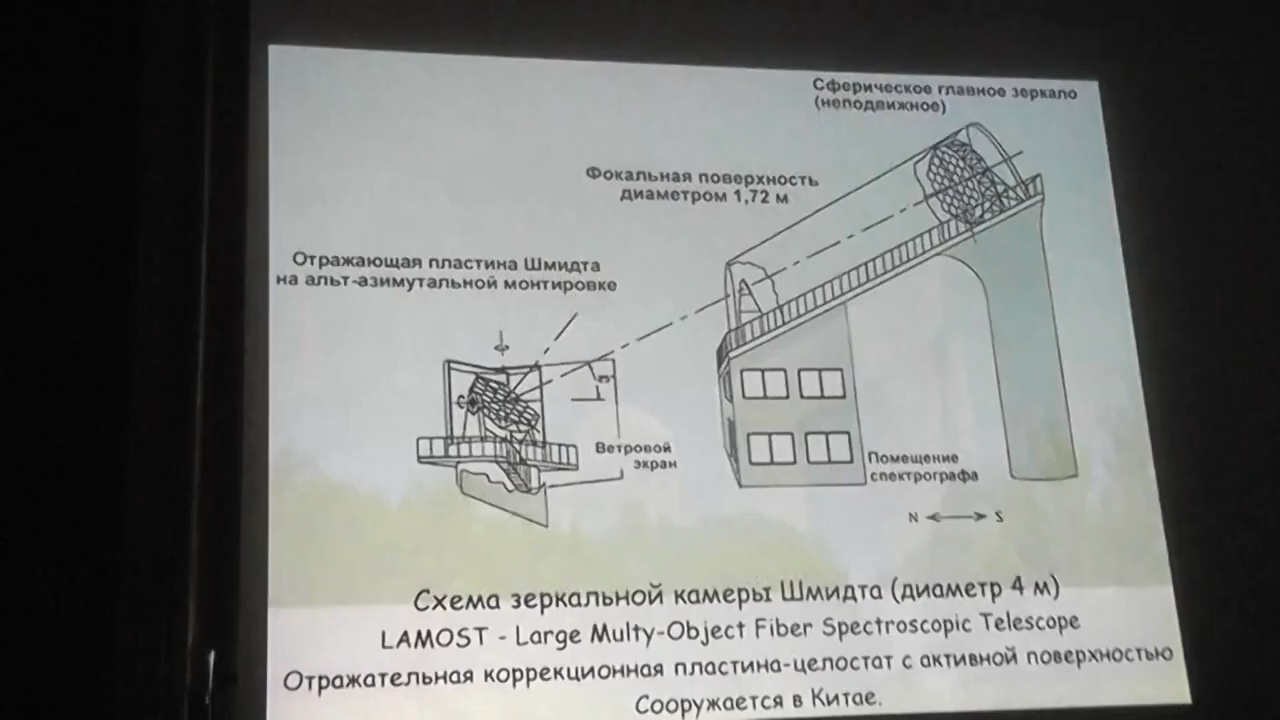 Сферическое главное зеркало
(неподвижное)
Фокальная поверхность
диаметром 1,72 м
Отражающая пластина Шмидта
на альт-азимутальной монтировке
Ветровой
экран
Помещение
спектрографа
N S
Схема зеркальной камеры Шмидта (диаметр 4 м)
LAMOST - Large Multy-Object Fiber Spectroscopic Telescope
Отражательная коррекционная пластина-целостат с активной поверхностью
Сооружается в Китае.